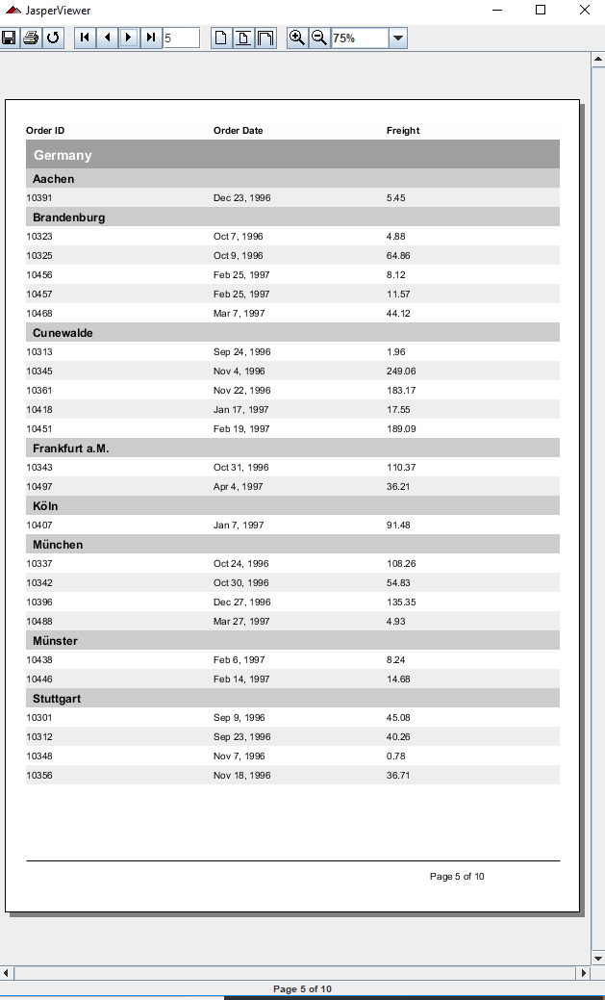 JasperViewer
5
75%
Order ID Order Date Freight
Germany
Aachen
10391 Dec 23, 1996 5.45
Brandenburg
10323 Oct 7, 1996 4.88
10325 Oct 9, 1996 64.86
10456 Feb 25, 1997 8.12
10457 Feb 25, 1997 11.57
10468 Mar 7, 1997 44.12
Cunewalde
10313 Sep 24, 1996 1.96
10345 Nov 4, 1996 249.06
10361 Nov 22, 1996 183.17
10418 Jan 17, 1997 17.55
10451 Feb 19, 1997 189.09
Frankfurt a.M.
10343 Oct 31, 1996 110.37
10497 Apr 4, 1997 36.21
Köln
10407 Jan 7, 1997 91.48
München
10337 Oct 24, 1996 108.26
10342 Oct 30, 1996 54.83
10396 Dec 27, 1996 135.35
10488 Mar 27, 1997 4.93
Münster
10438 Feb 6, 1997 8.24
10446 Feb 14, 1997 14.68
Stuttgart
10301 Sep 9, 1996 45.08
10312 Sep 23, 1996 40.26
10348 Nov 7, 1996 0.78
10356 Nov 18, 1996 36.71
Page 5 of 10
Page 5 of 10